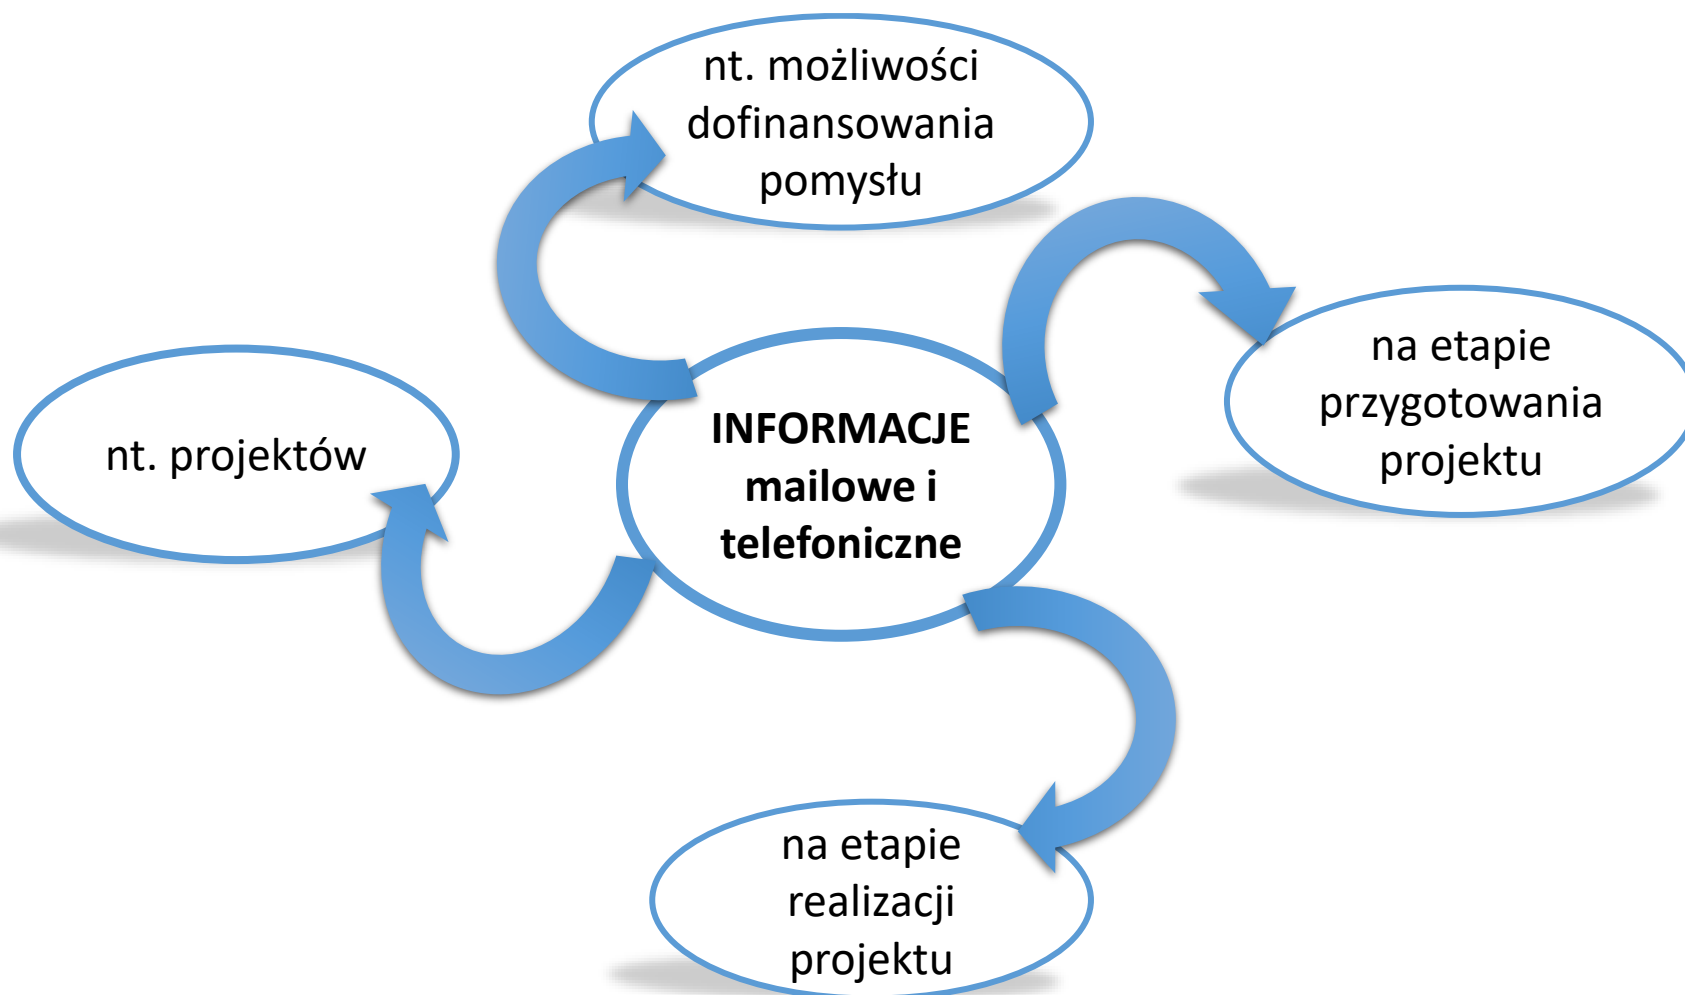 nt. możliwości
dofinansowania
pomysłu
na etapie
przygotowania
projektu
nt. projektów
INFORMACJE
mailowe i
telefoniczne
na etapie
realizacji
projektu